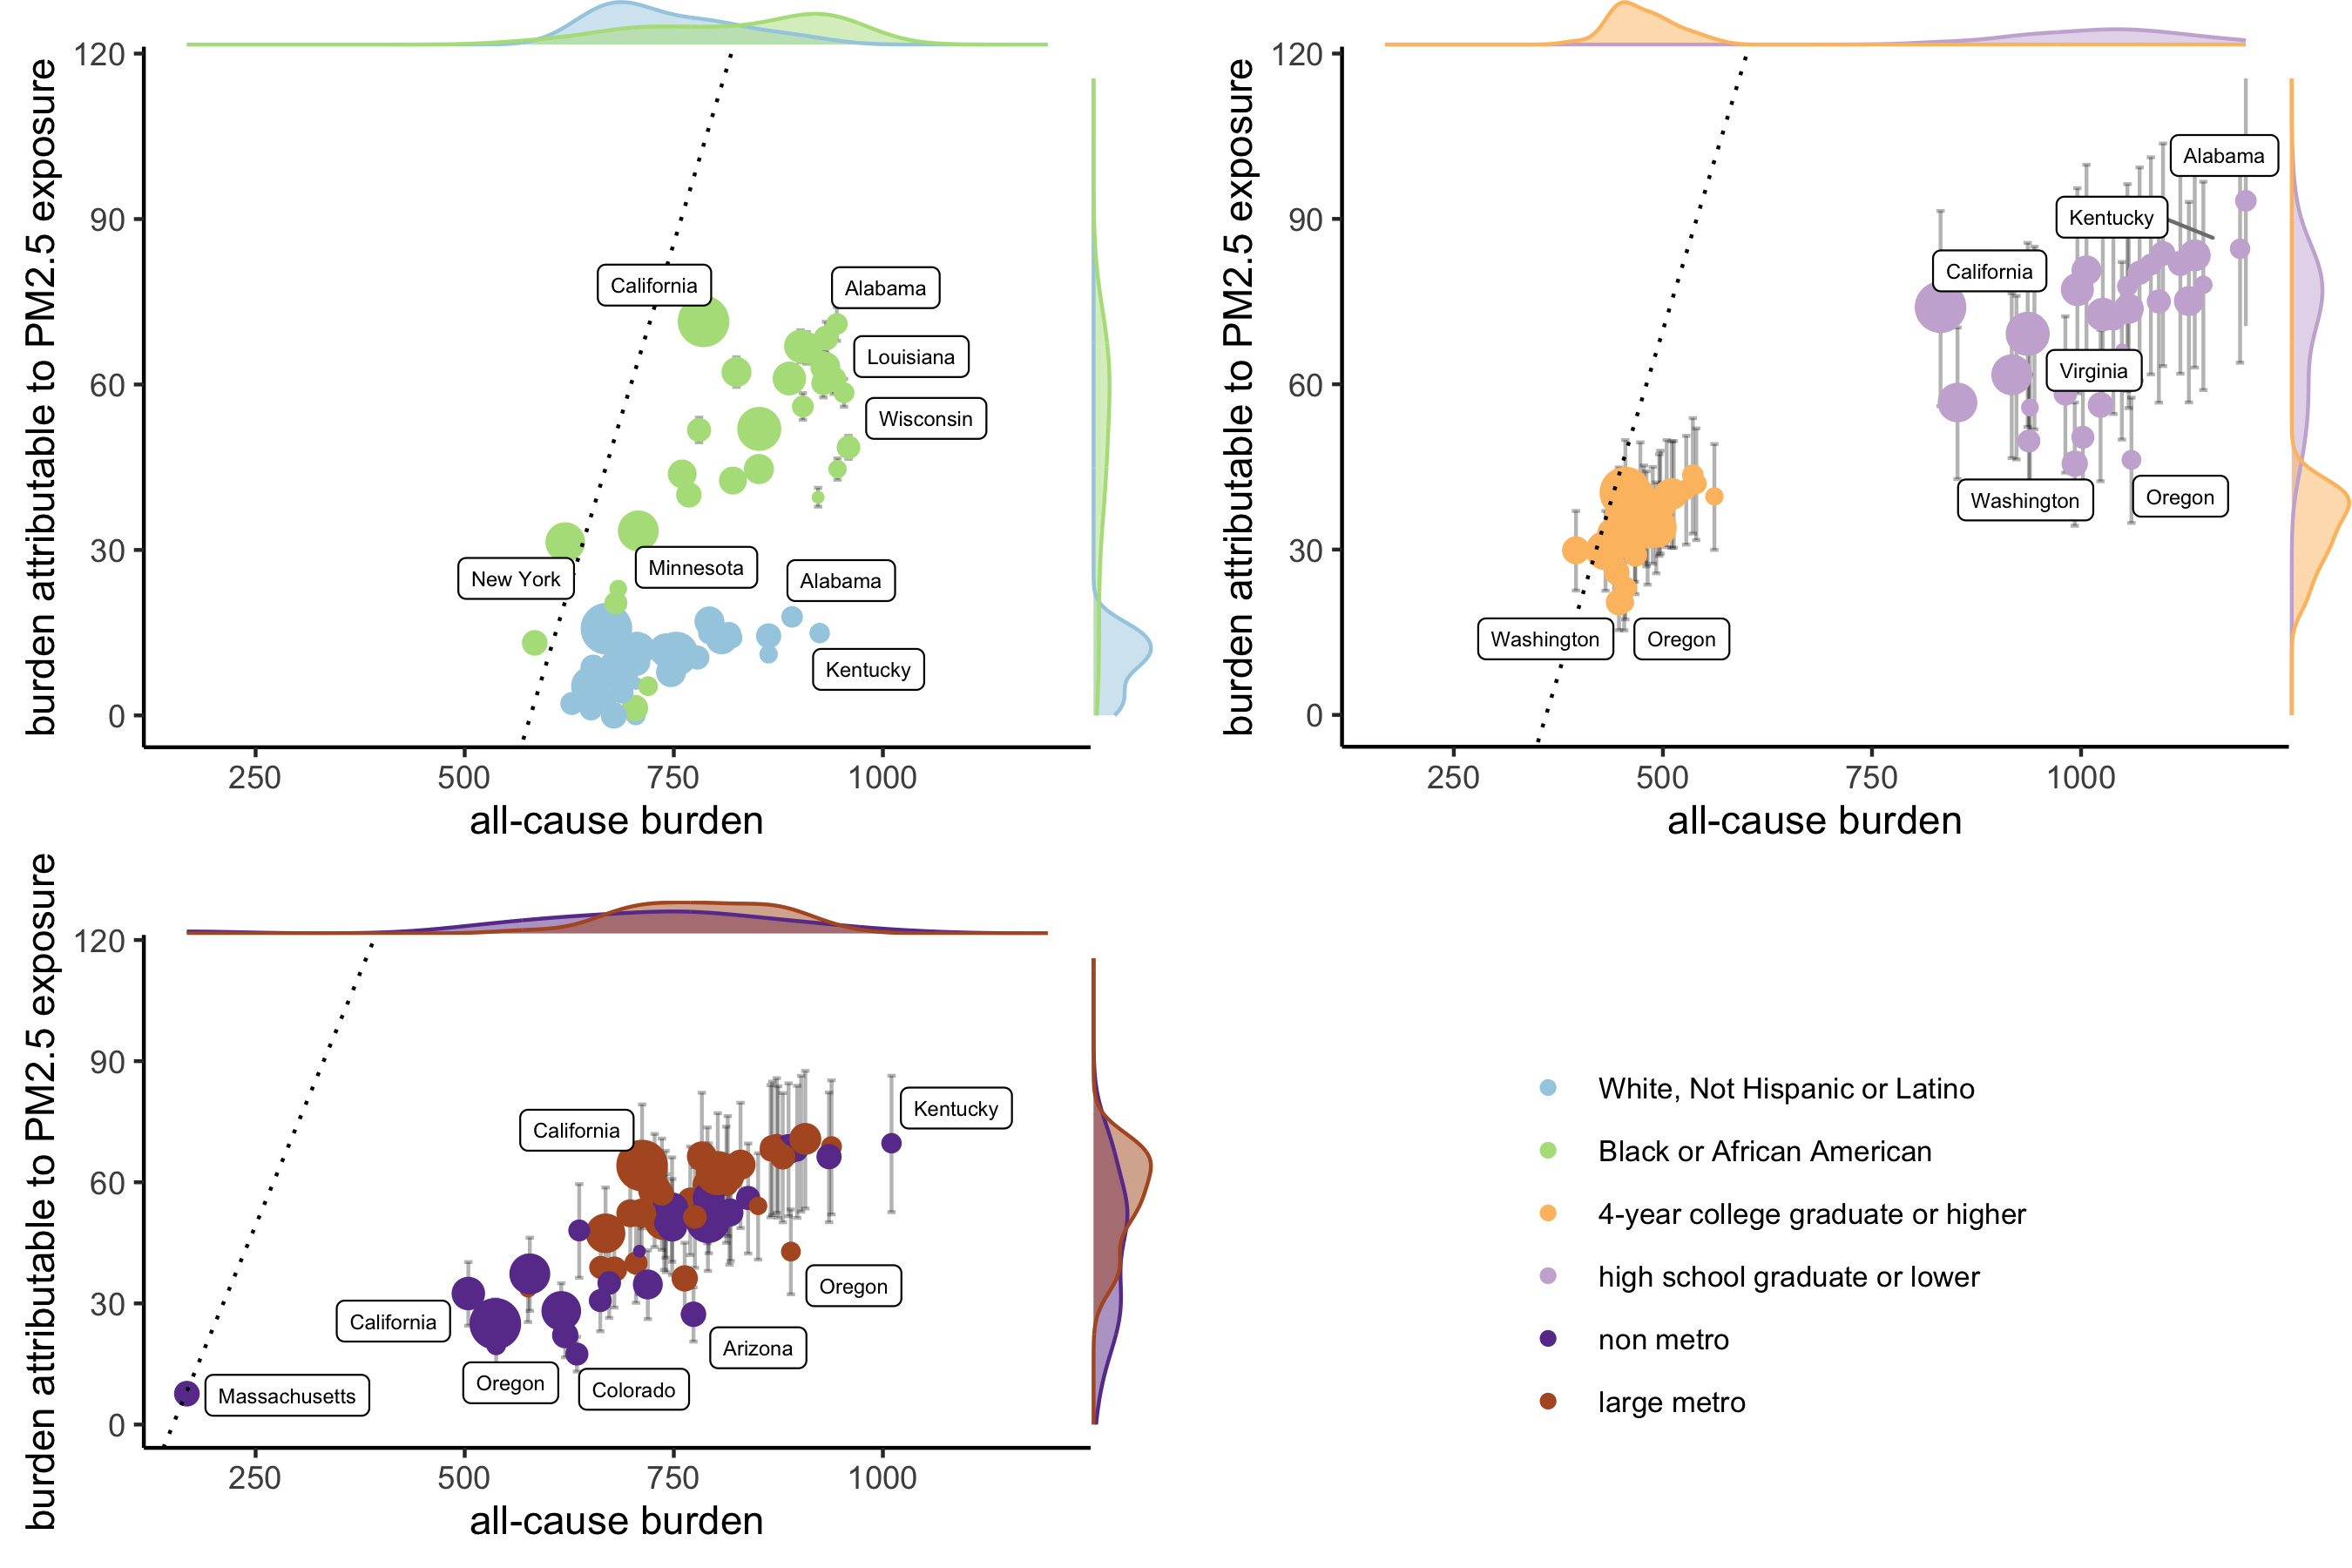 burden attributable to PM2.5 exposure
120
90
60
30
0
California
Alabama
Louisiana
Wisconsin
New York
Minnesota
Alabama
Kentucky
250
500
750
1000
all-cause burden
burden attributable to PM2.5 exposure
120
90
60
30
0
Alabama
Kentucky
California
Virginia
Washington
Oregon
Washington
Oregon
250
500
750
1000
all-cause burden
burden attributable to PM2.5 exposure
120
90
60
30
0
Kentucky
California
Oregon
California
Arizona
Oregon
Colorado
Massachusetts
250
500
750
1000
all-cause burden
White, Not Hispanic or Latino
Black or African American
4-year college graduate or higher
high school graduate or lower
non metro
large metro